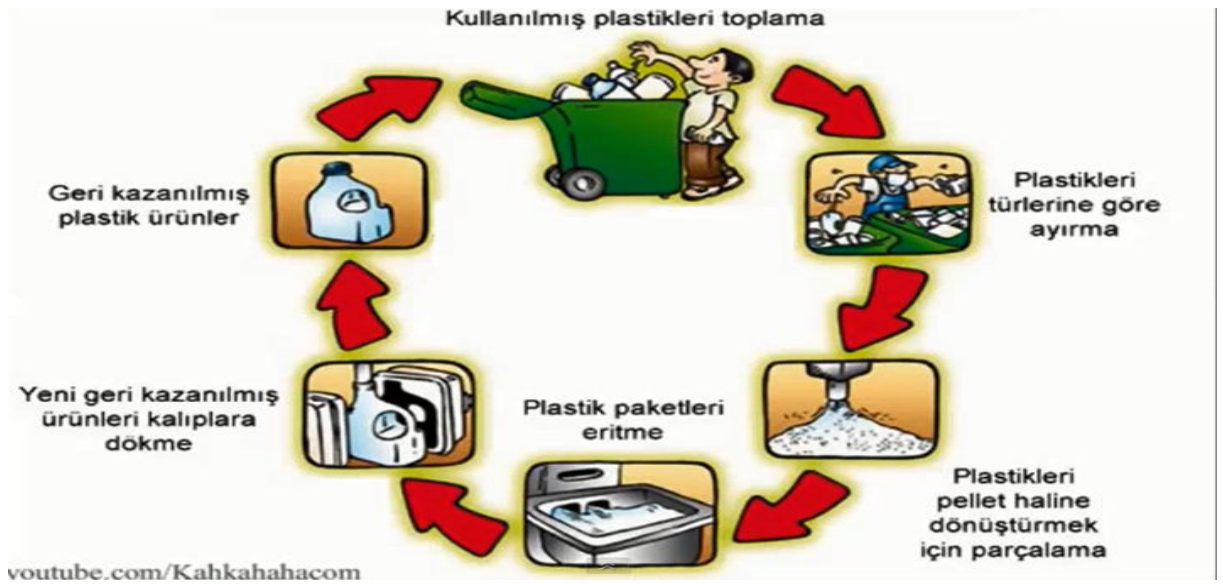 Kullanılmış plastikleri toplama
Plastikleri
türlerine göre
ayırma
Plastikleri
pellet haline
dönüştürmek
için parçalama
Plastik paketleri
eritme
Yeni geri kazanılmış
ürünleri kalıplara
dökme
Geri kazanılmış
plastik ürünler
youtube.com/Kahkahahacom